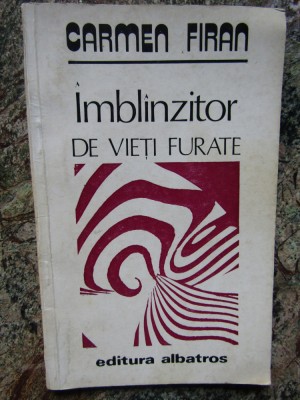 CARMEN FIRAN
Îmblînzitor
DE VIEȚI FURATE
editura albatros